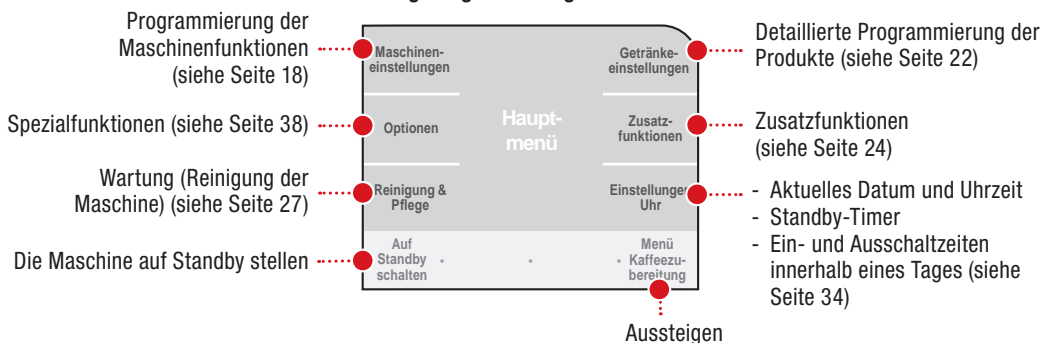 Programmierung der
Maschinenfunktionen
(siehe Seite 18)
Spezialfunktionen (siehe Seite 38)
Wartung (Reinigung der
Maschine) (siehe Seite 27)
Die Maschine auf Standby stellen
Maschinen-
einstellungen
Optionen
Reinigung &
Pflege
Auf
Standby
schalten
Haupt-
menü
Getränke-
einstellungen
Zusatz-
funktionen
Einstellungen
Uhr
Menü
Kaffeezu-
bereitung
Detaillierte Programmierung der
Produkte (siehe Seite 22)
Zusatzfunktionen
(siehe Seite 24)
- Aktuelles Datum und Uhrzeit
- Standby-Timer
- Ein- und Ausschaltzeiten
innerhalb eines Tages (siehe
Seite 34)
Aussteigen